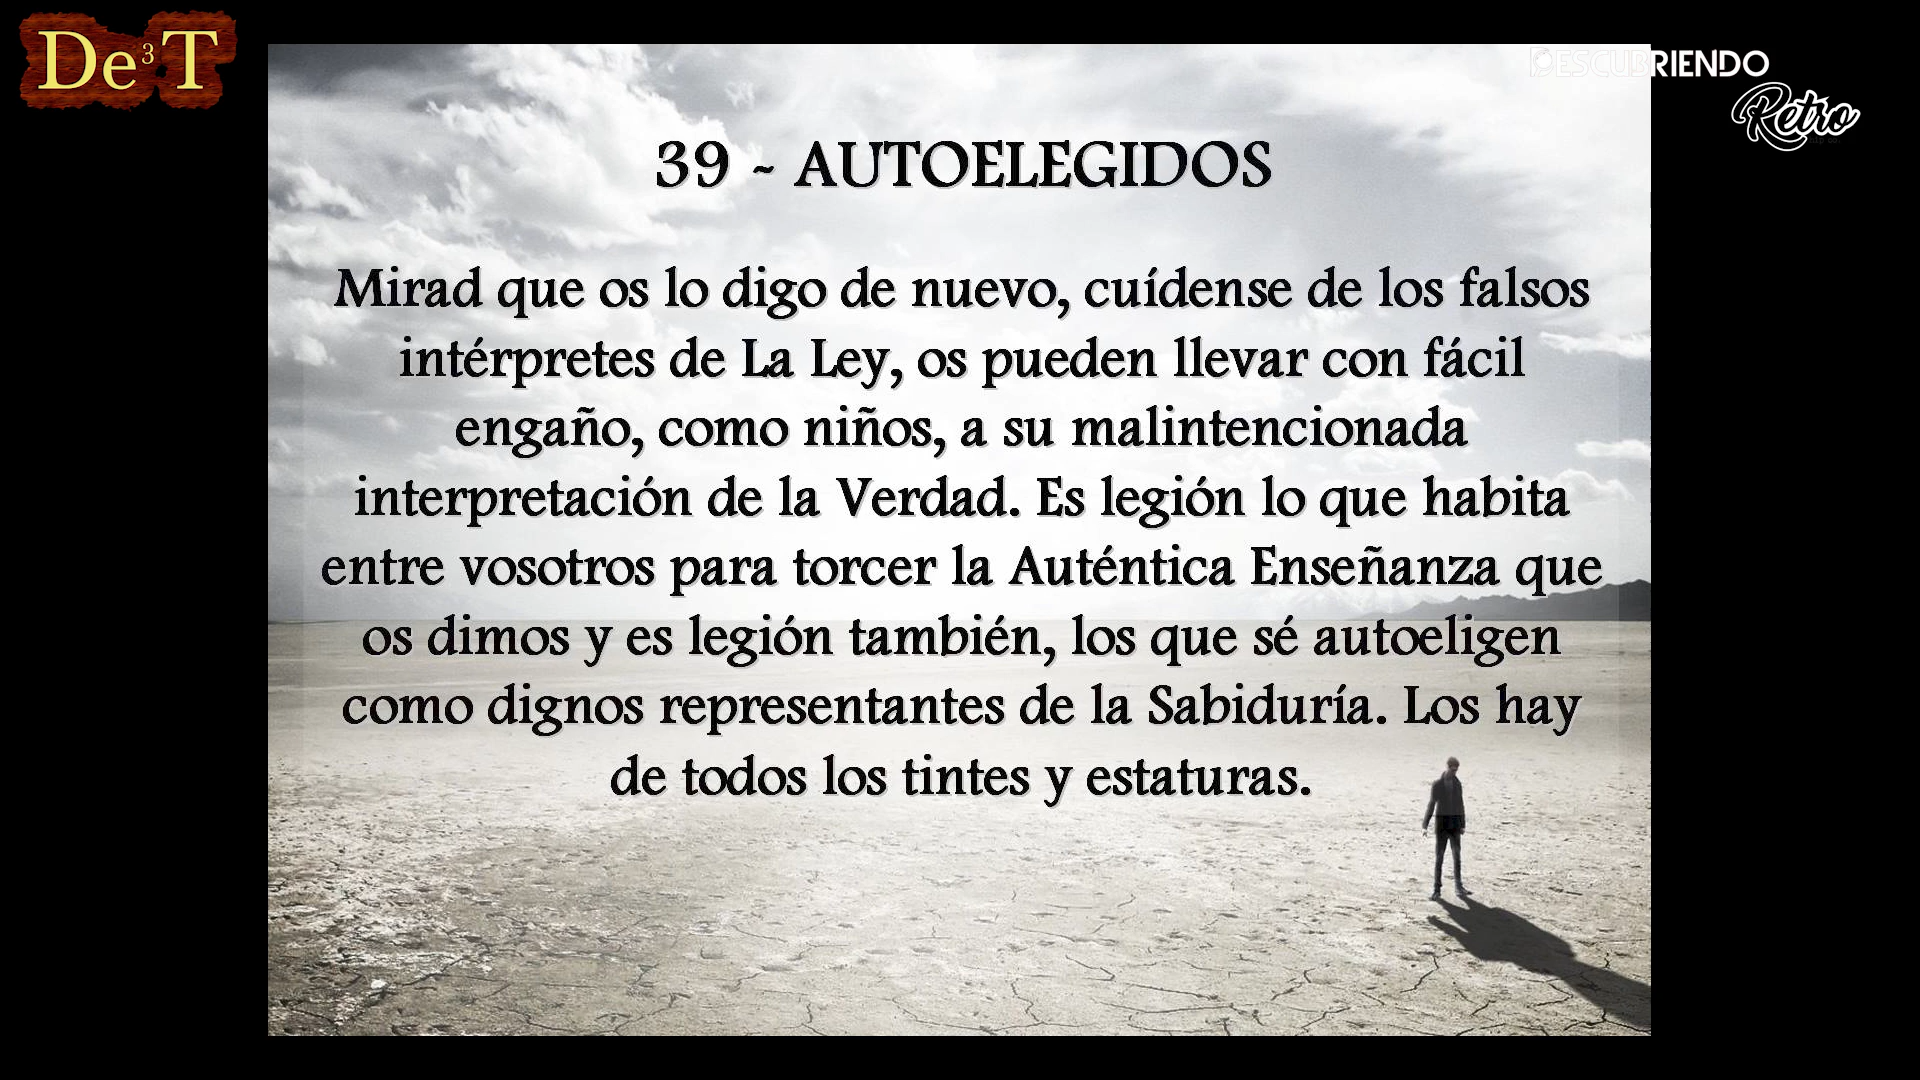 De³T
DESCUBRIENDO
Retro
39 - AUTOELEGIDOS
Mirad que os lo digo de nuevo, cuídense de los falsos
intérpretes de La Ley, os pueden llevar con fácil
engaño, como niños, a su malintencionada
interpretación de la Verdad. Es legión lo que habita
entre vosotros para torcer la Auténtica Enseñanza que
os dimos y es legión también, los que sé autoeligen
como dignos representantes de la Sabiduría. Los hay
de todos los tintes y estaturas.